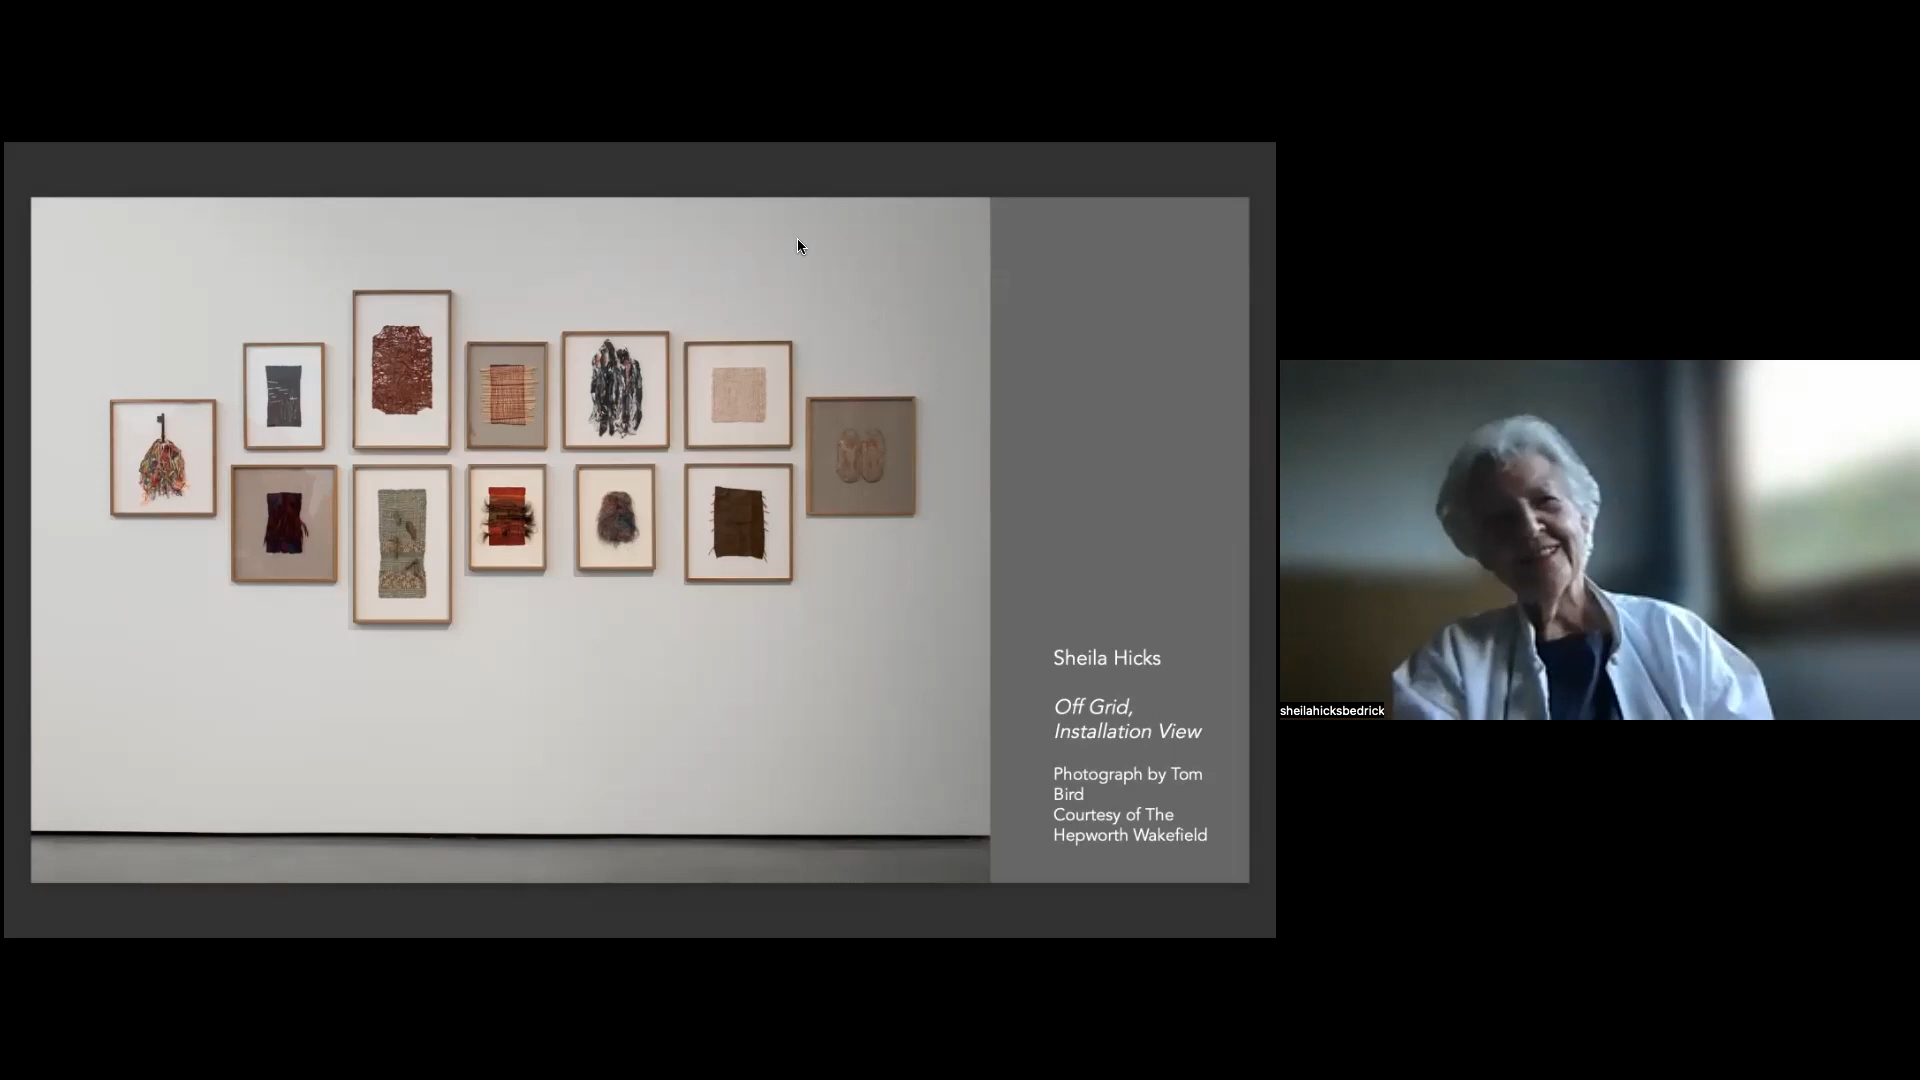 Sheila Hicks
Off Grid,
Installation View
Photograph by Tom
Bird
Courtesy of The
Hepworth Wakefield
sheilahicksbedrick